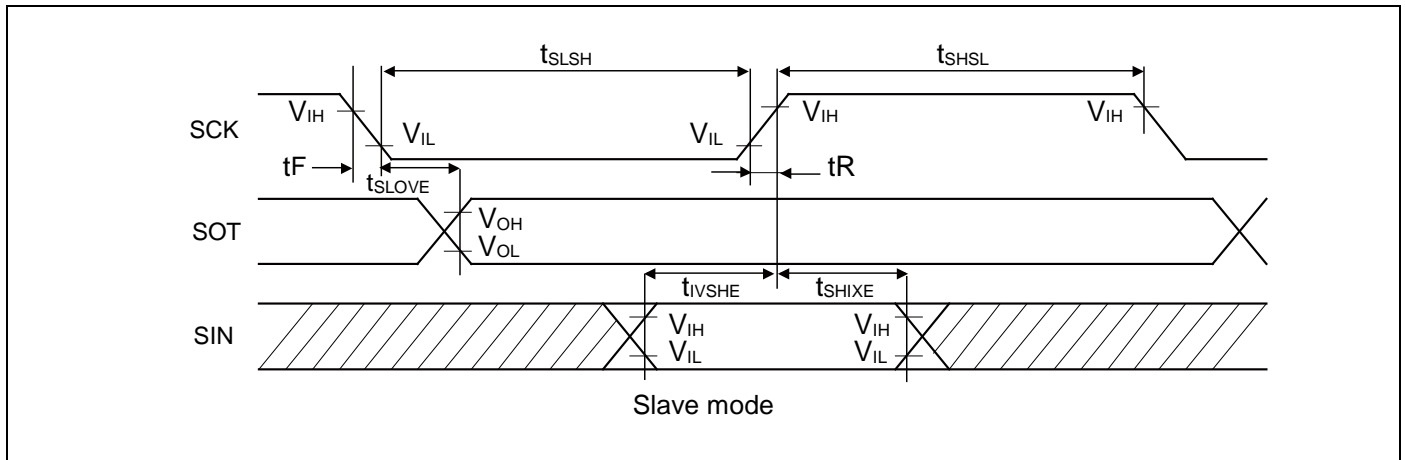 tSLSH
tSHSL
SCK
VIH
VIL
VIL
VIH
VIH
tF
tSLOVE
tR
SOT
VOH
VOL
tIVSHE
tSHIXE
SIN
VIH
VIL
VIH
VIL
Slave mode